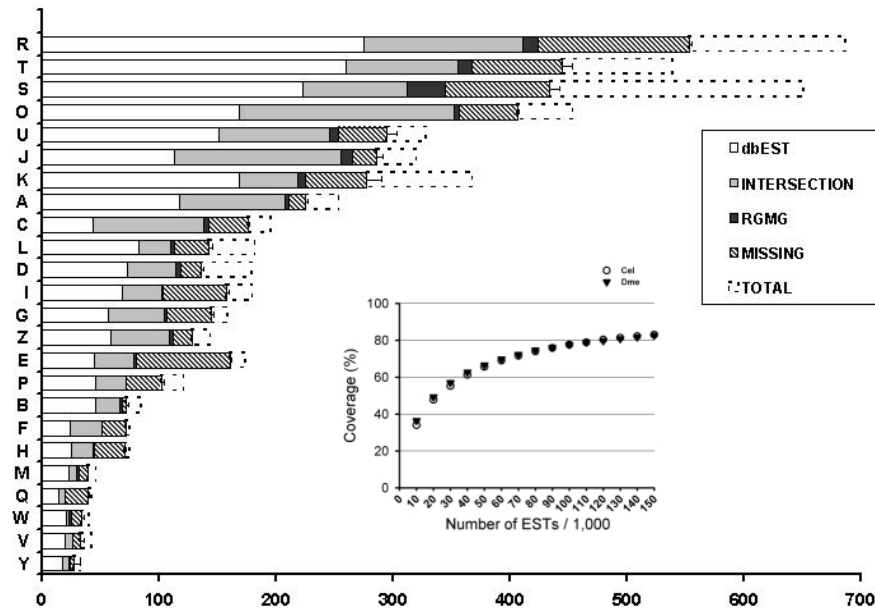 R
T
S
O
U
J
K
A
C
L
D
I
G
Z
E
P
B
F
H
M
Q
W
V
Y
0 100 200 300 400 500 600 700
dbEST
INTERSECTION
RGMG
MISSING
TOTAL
Cel
Dme
100
80
60
40
20
0
Coverage (%)
0 10 20 30 40 50 60 70 80 90 100 110 120 130 140 150
Number of ESTs / 1,000